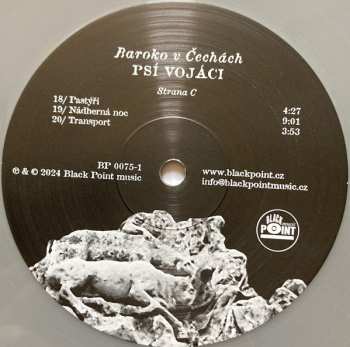 Baroko v Čechách
PSÍ VOJÁCI
Strana C
18/ Pastýři 4:27
19/ Nádherná noc 9:01
20/ Transport 3:53
BP 0075-1 www.blackpoint.cz
℗ & © 2024 Black Point music info@blackpointmusic.cz
BLACK
POINT